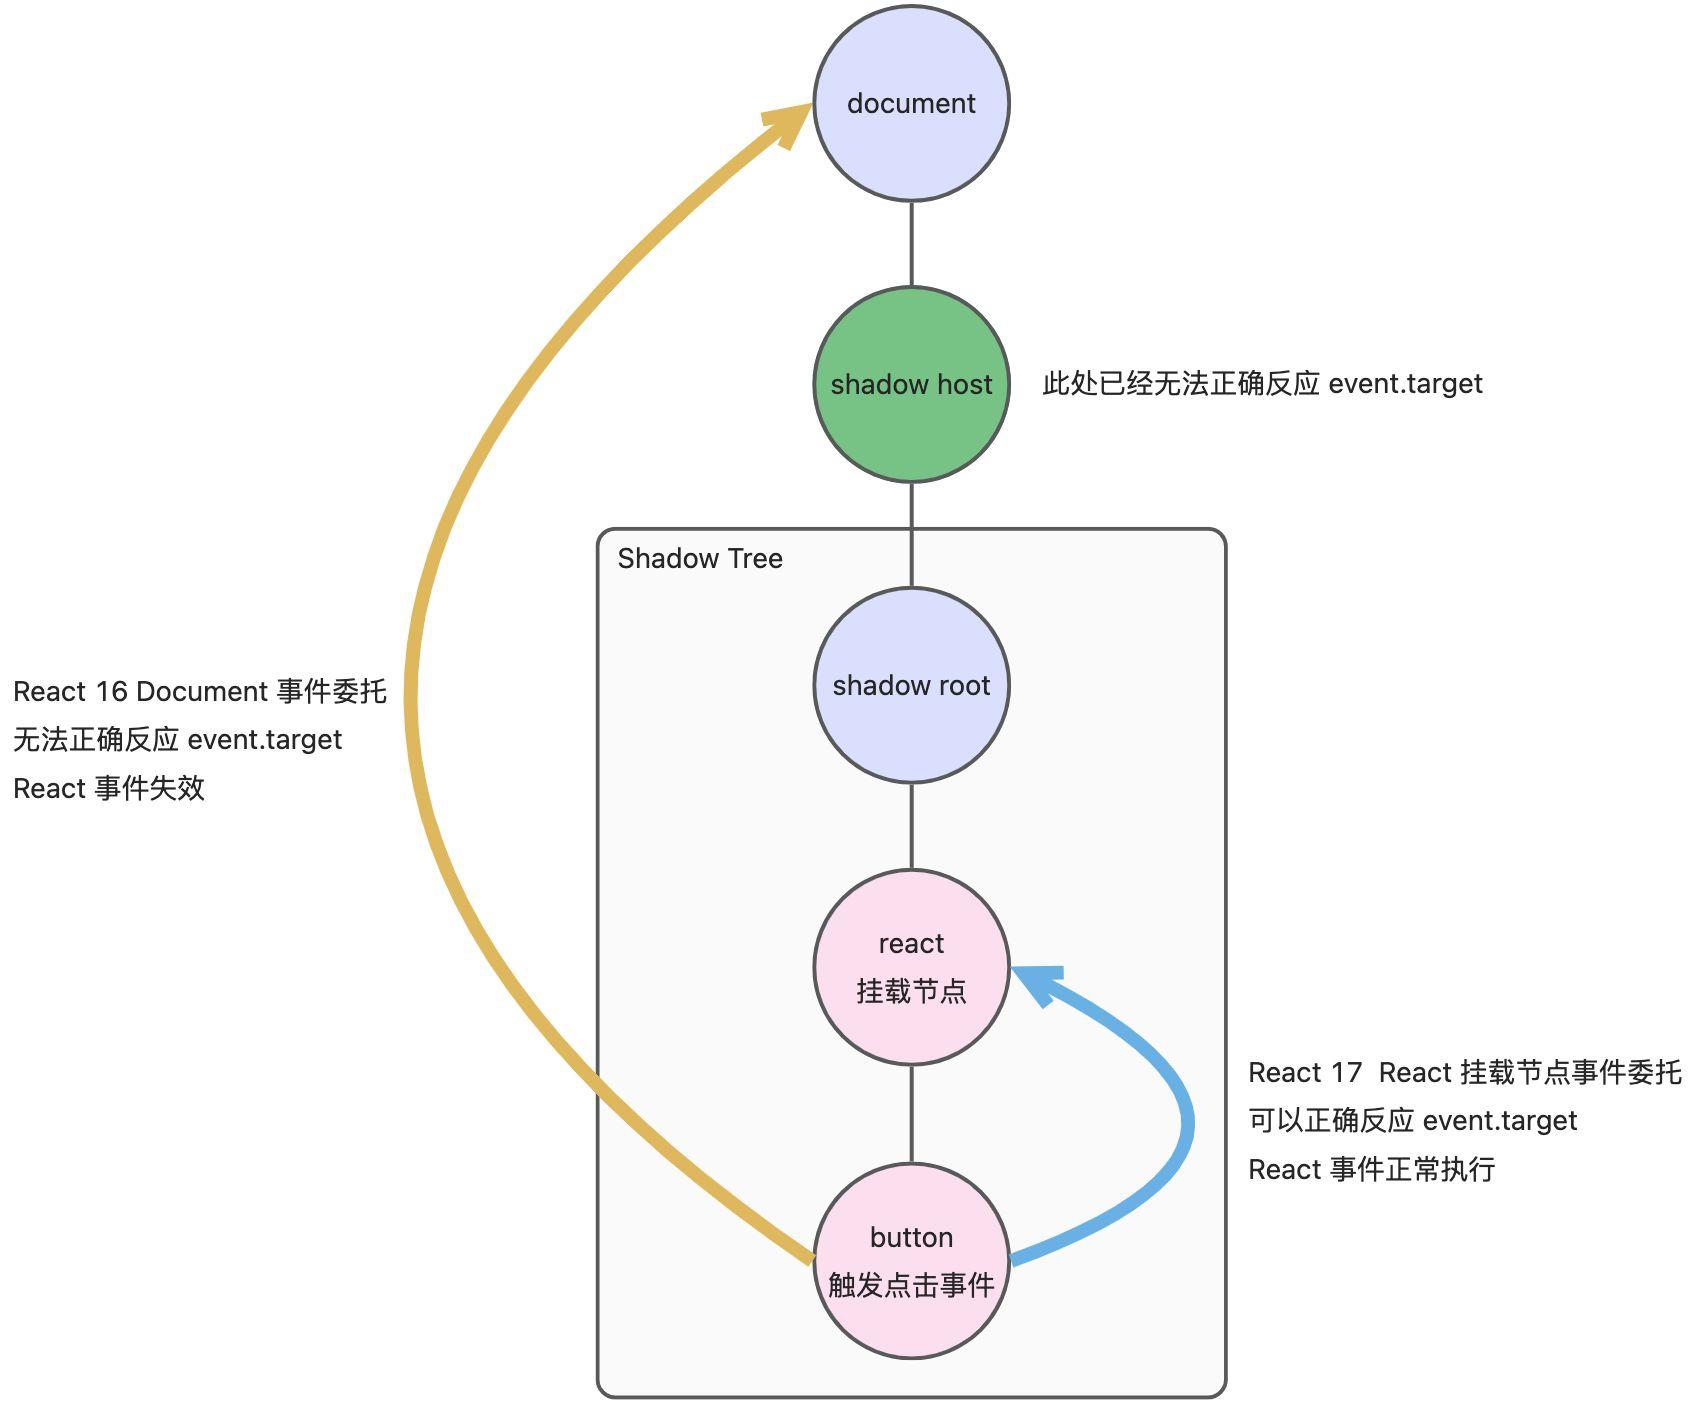 document
shadow host
此处已经无法正确反应 event.target
Shadow Tree
shadow root
React 16 Document 事件委托
无法正确反应 event.target
React 事件失效
react
挂载节点
React 17  React 挂载节点事件委托
可以正确反应 event.target
React 事件正常执行
button
触发点击事件